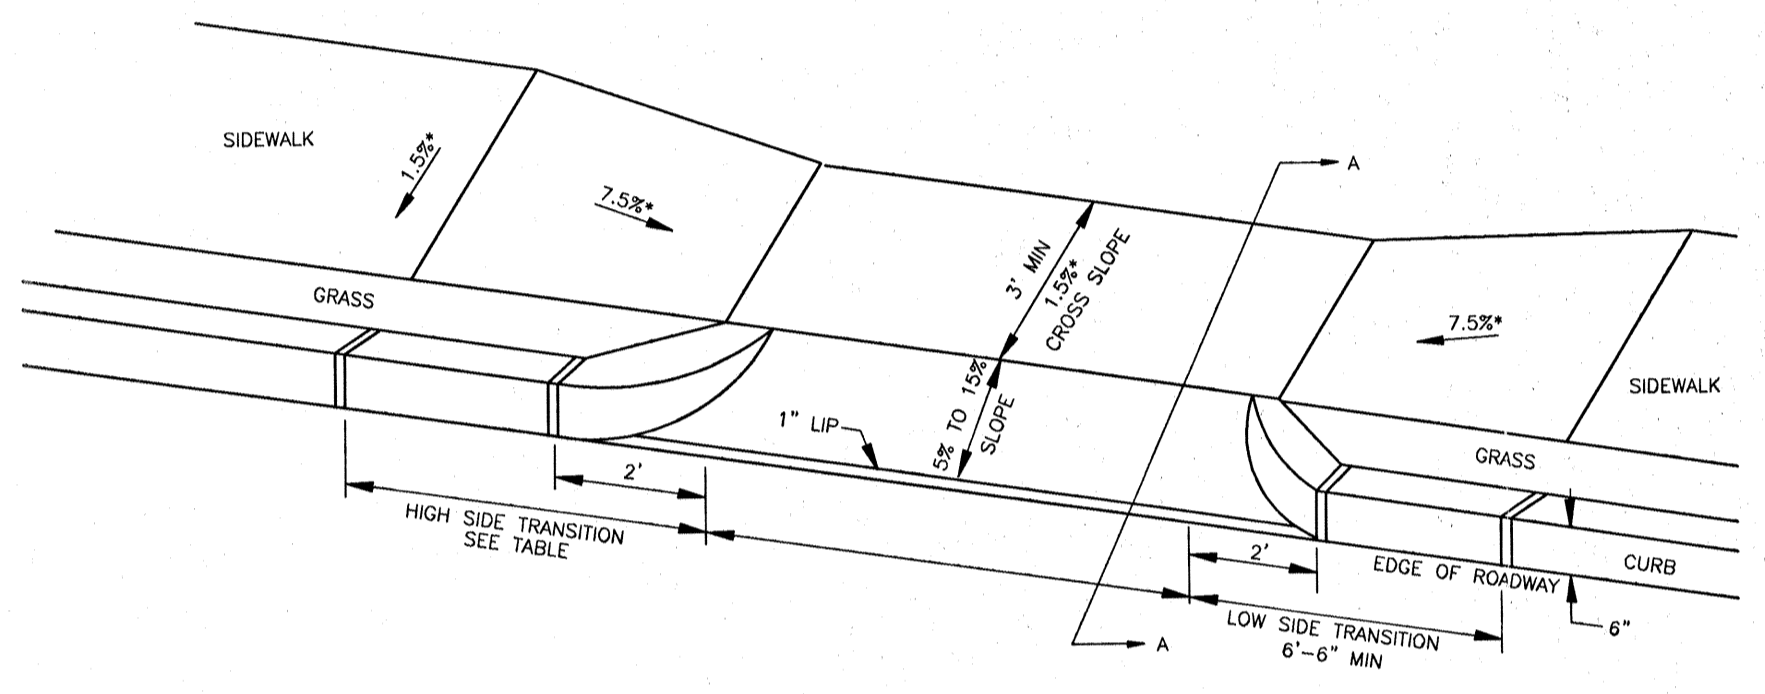 SIDEWALK
1.5%*
7.5%*
A
3' MIN
1.5%*
CROSS SLOPE
GRASS
7.5%*
SIDEWALK
1" LIP
5% TO 15%
SLOPE
GRASS
2'
HIGH SIDE TRANSITION
SEE TABLE
2'
EDGE OF ROADWAY
CURB
LOW SIDE TRANSITION
6'-6" MIN
6"
A